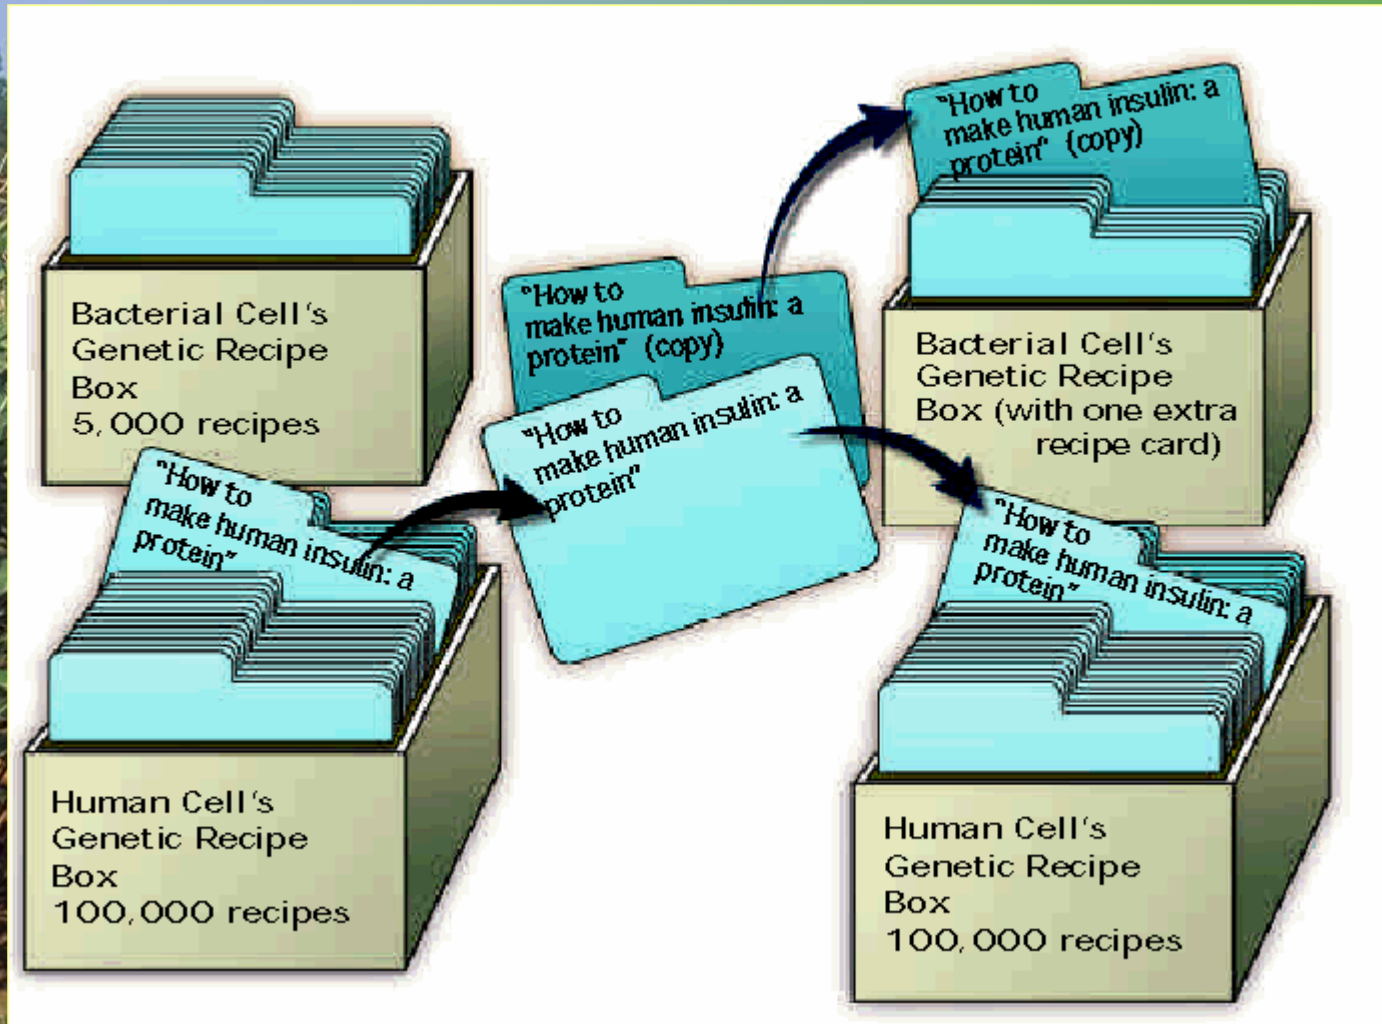 Bacterial Cell's
Genetic Recipe
Box
5,000 recipes
"How to
make human insulin: a
protein"
Human Cell's
Genetic Recipe
Box
100,000 recipes
"How to
make human insulin: a
protein" (copy)
"How to
make human insulin: a
protein"
"How to
make human insulin: a
protein" (copy)
Bacterial Cell's
Genetic Recipe
Box (with one extra
recipe card)
"How to
make human insulin: a
protein"
Human Cell's
Genetic Recipe
Box
100,000 recipes